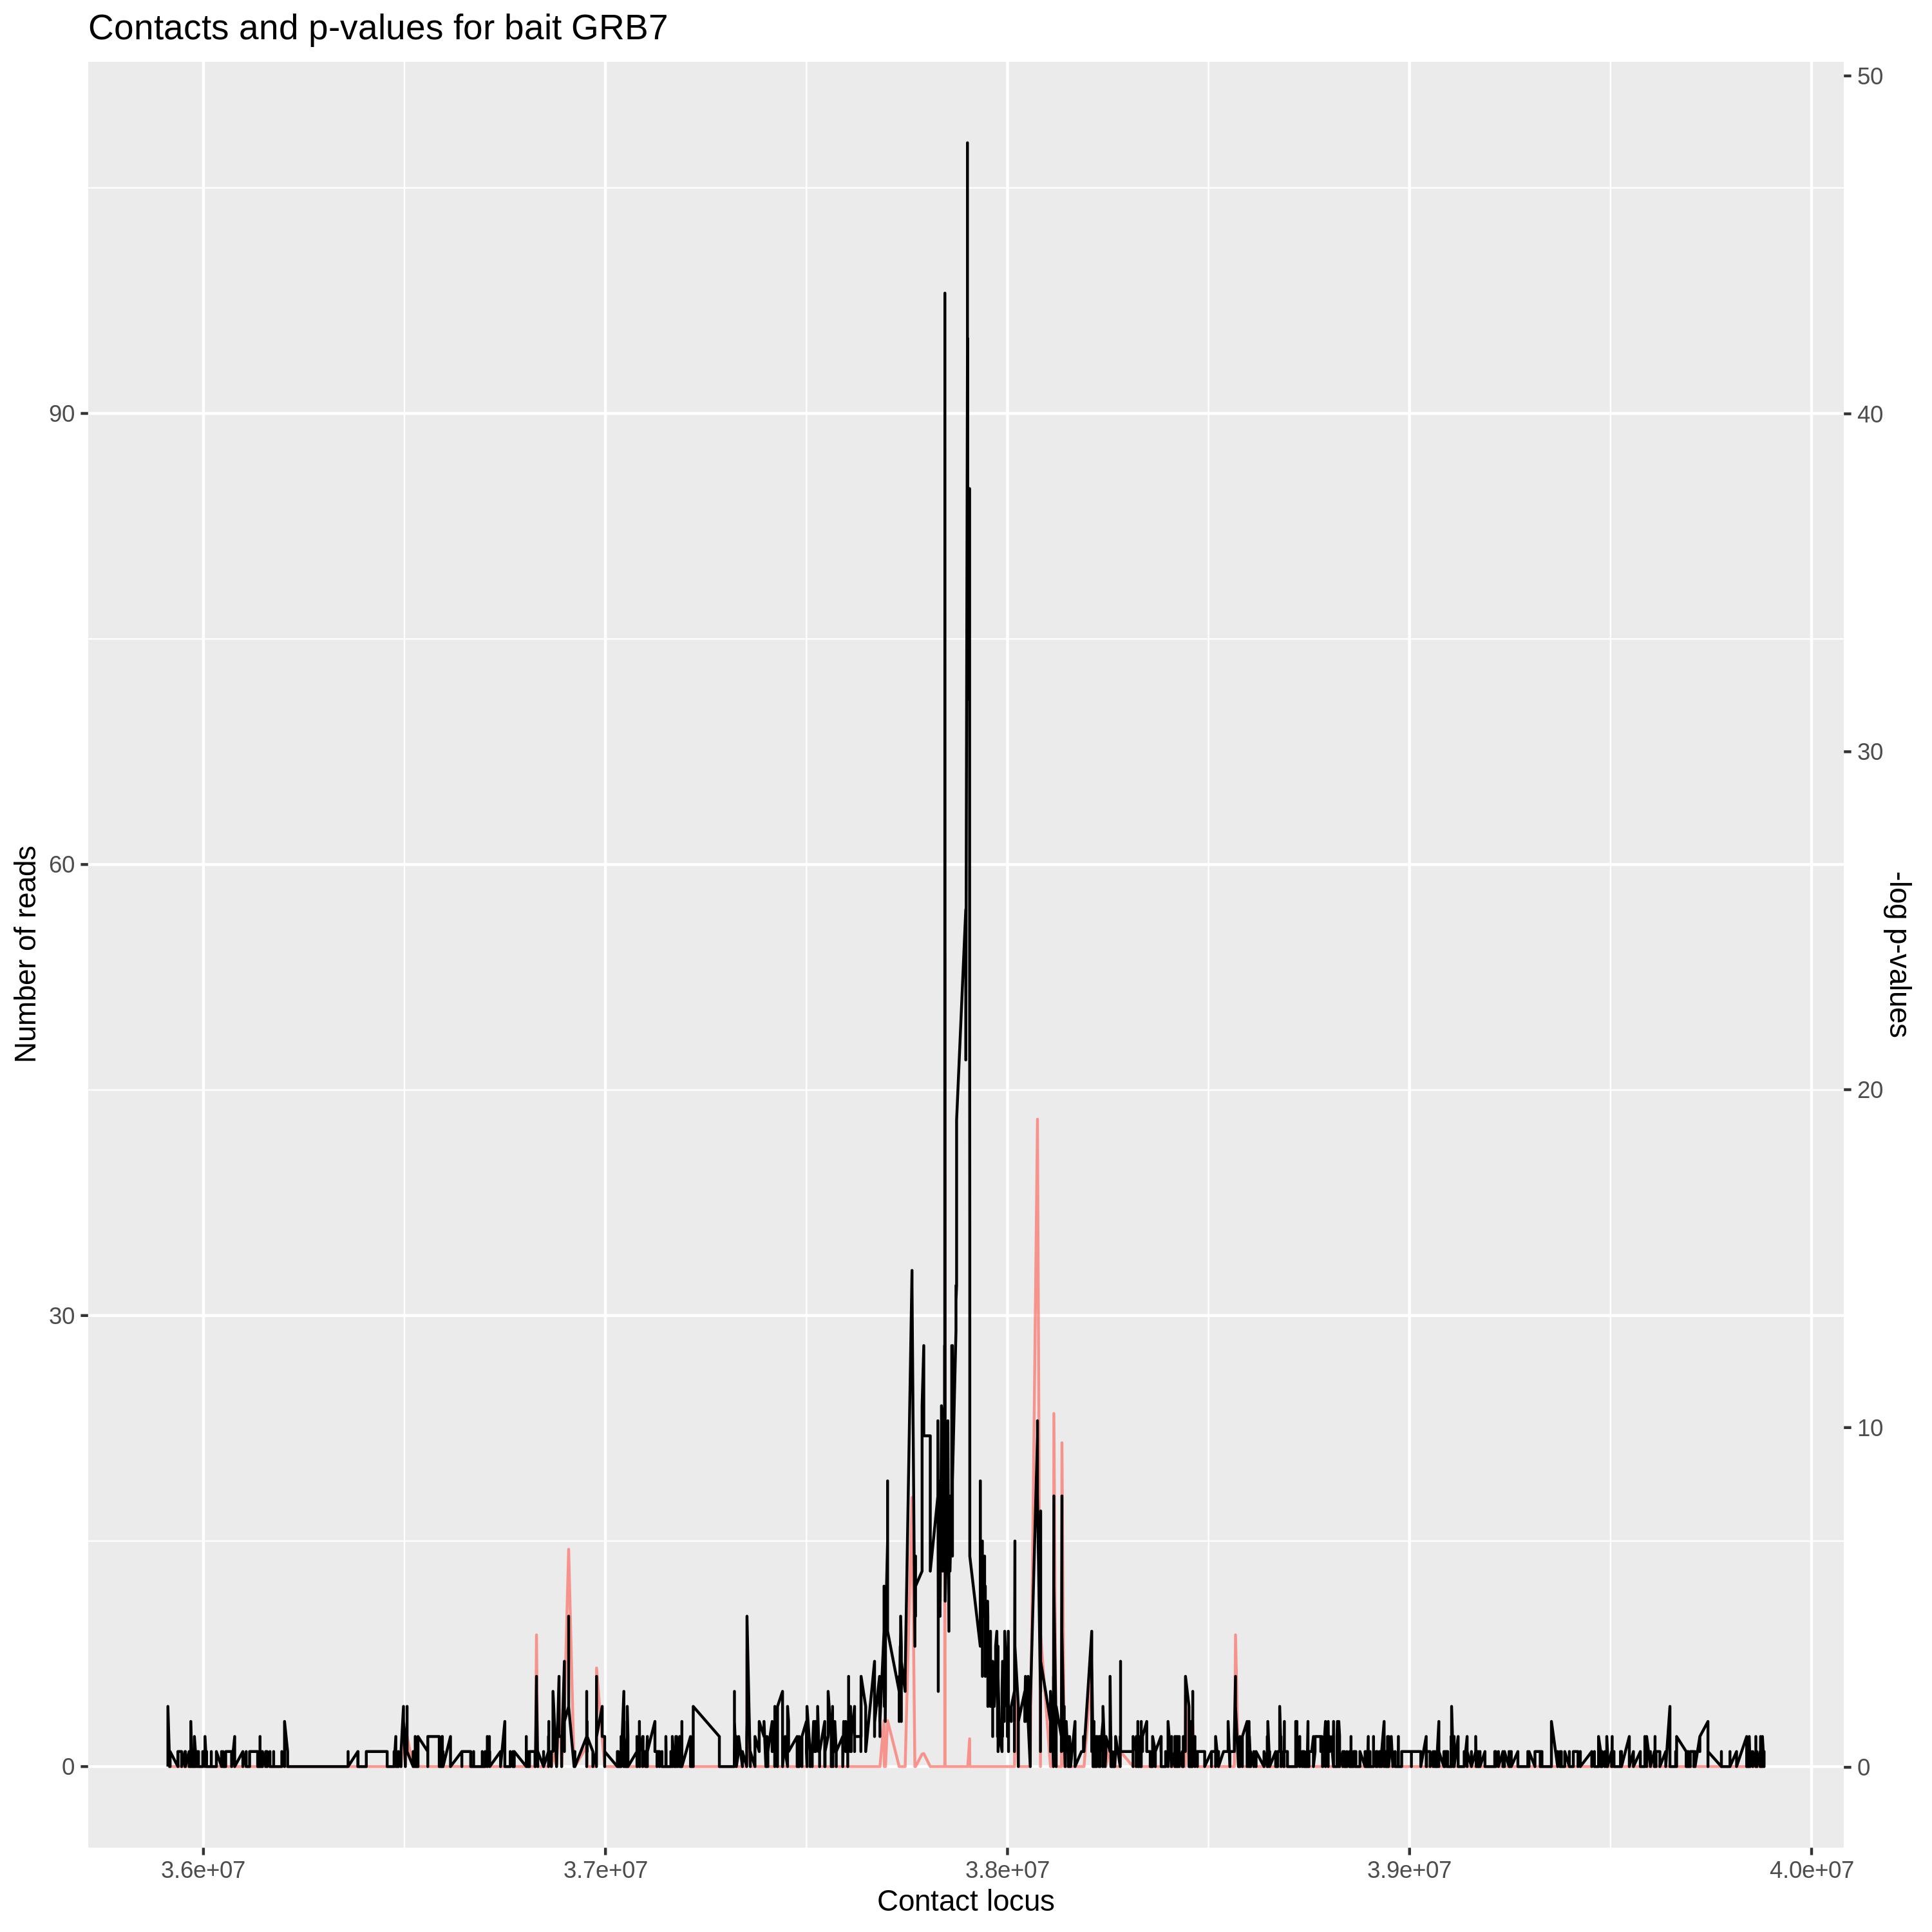 Contacts and p-values for bait GRB7
50
90
40
30
60
20
30
10
0
0
Number of reads
-log p-values
3.6e+07
3.7e+07
3.8e+07
3.9e+07
4.0e+07
Contact locus